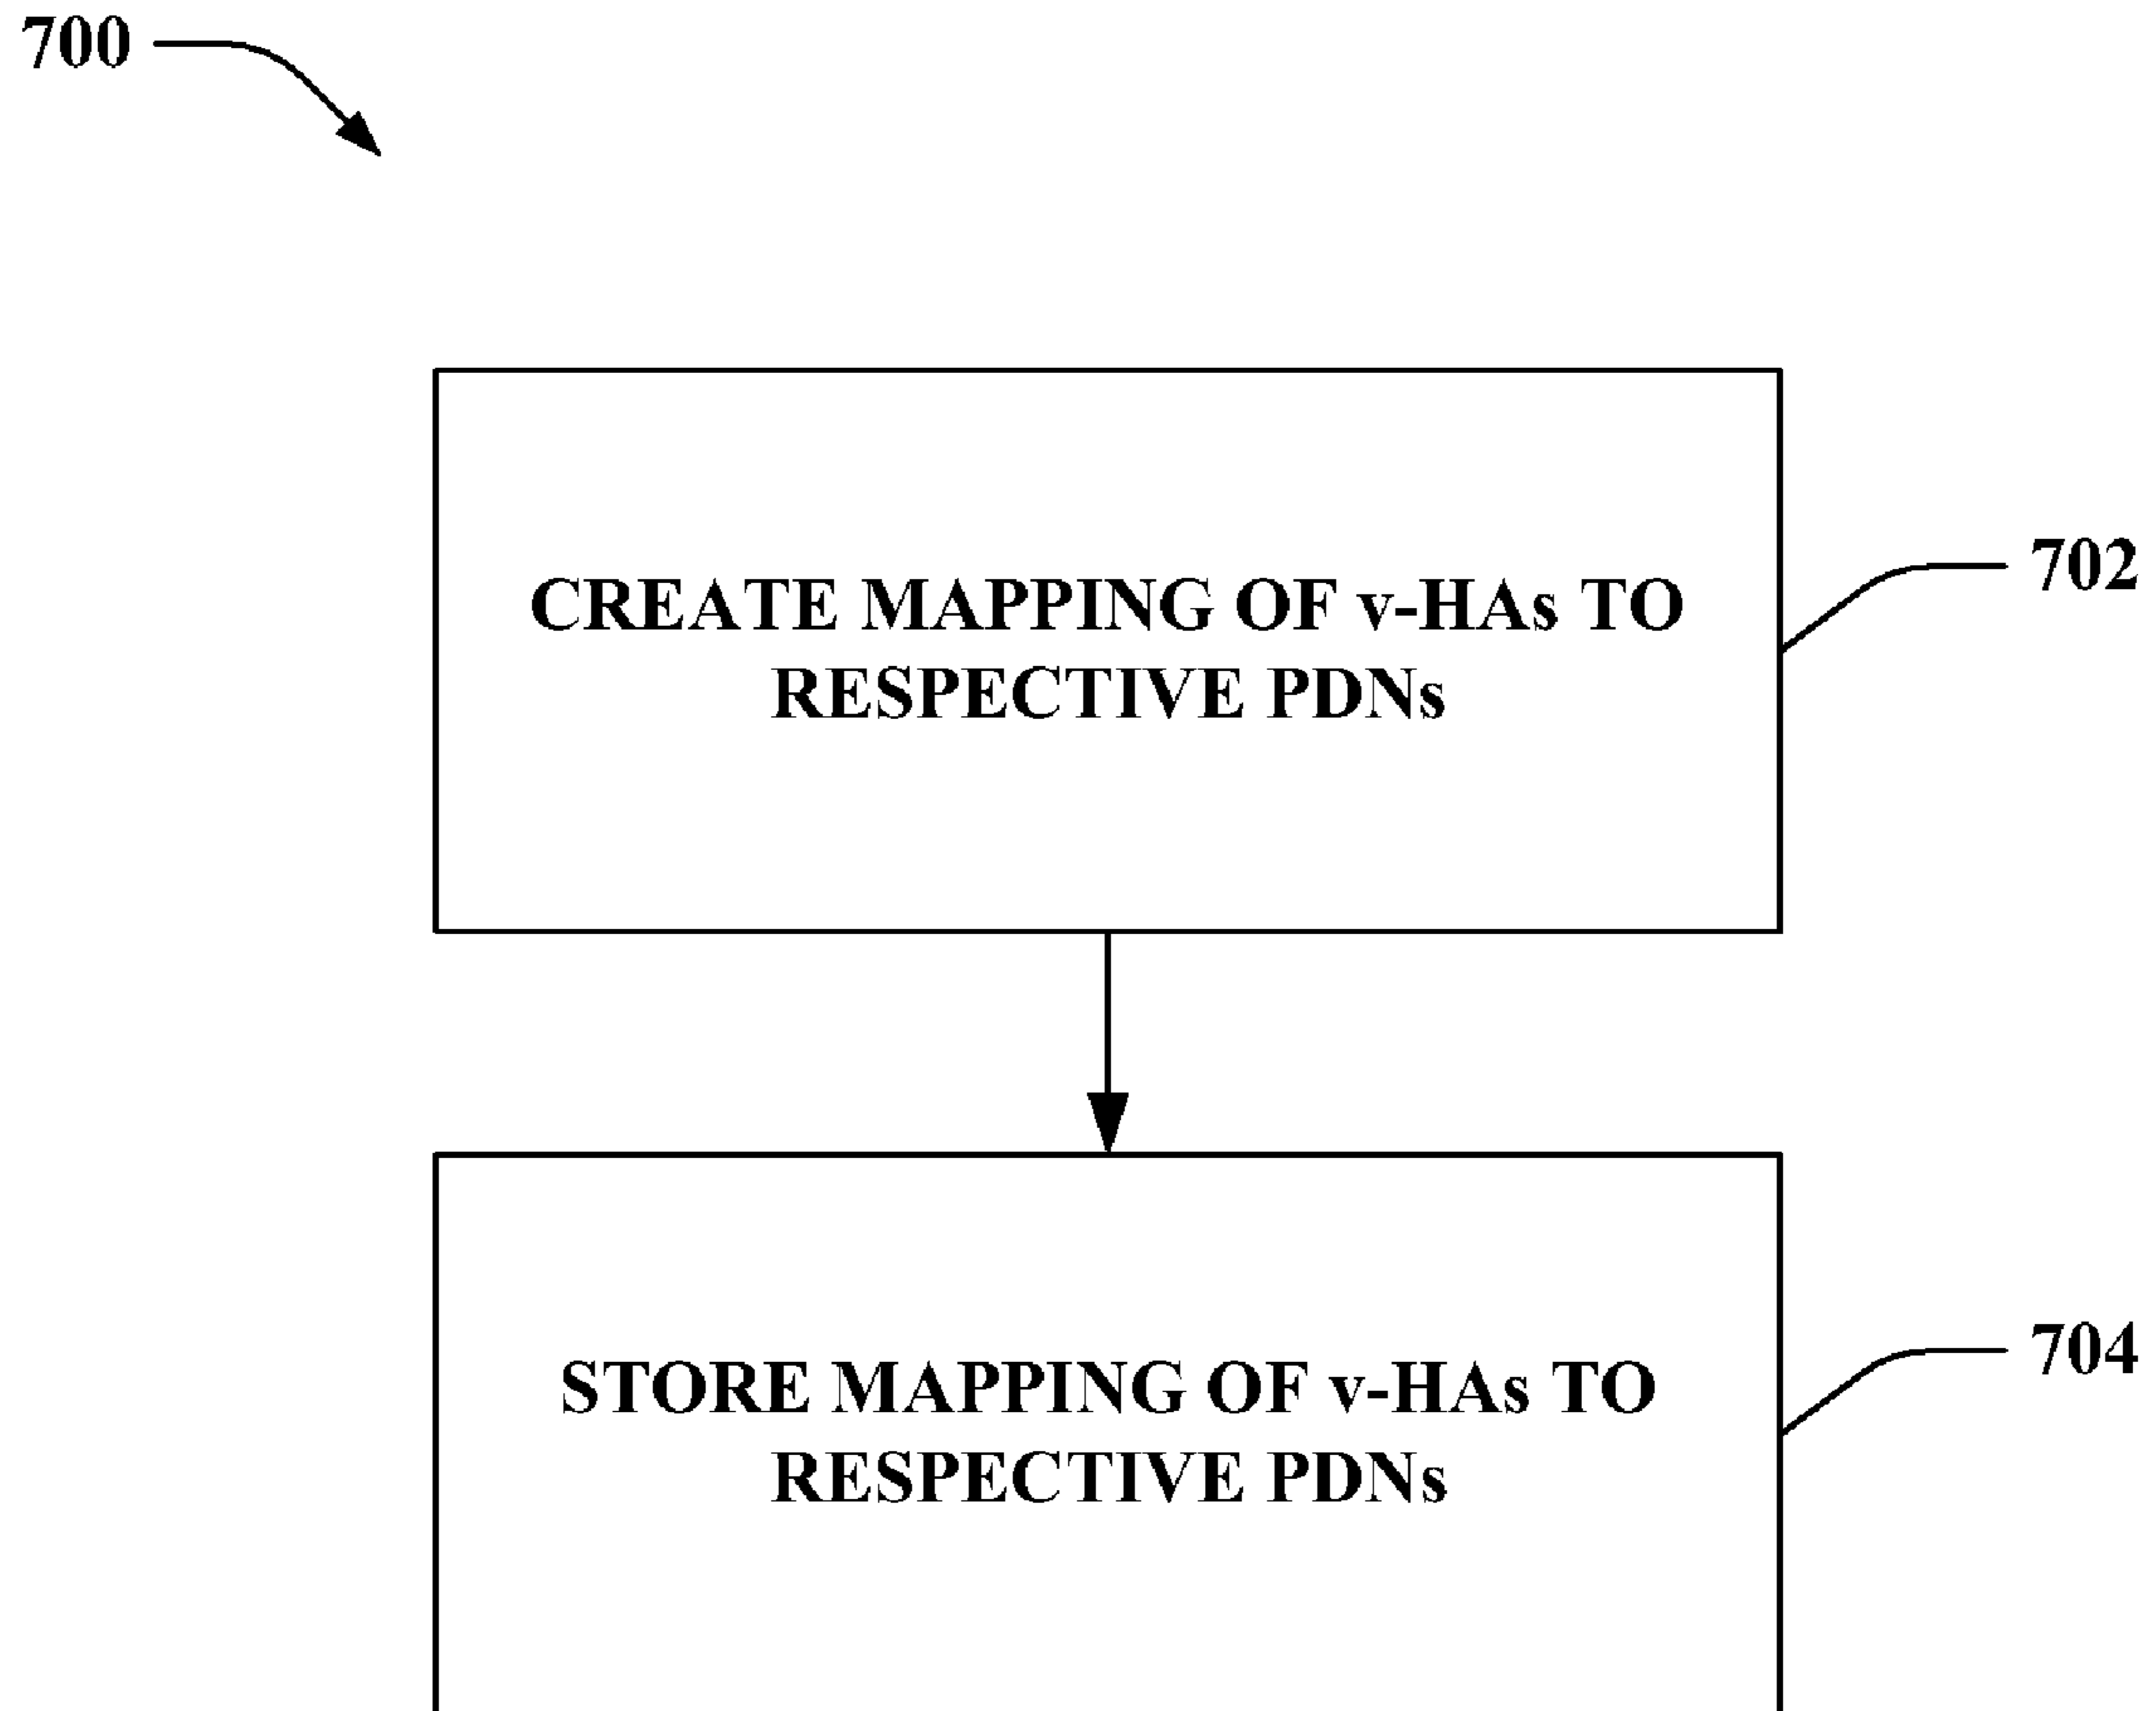 700
CREATE MAPPING OF v-HAs TO
RESPECTIVE PDNs
702
STORE MAPPING OF v-HAs TO
RESPECTIVE PDNs
704